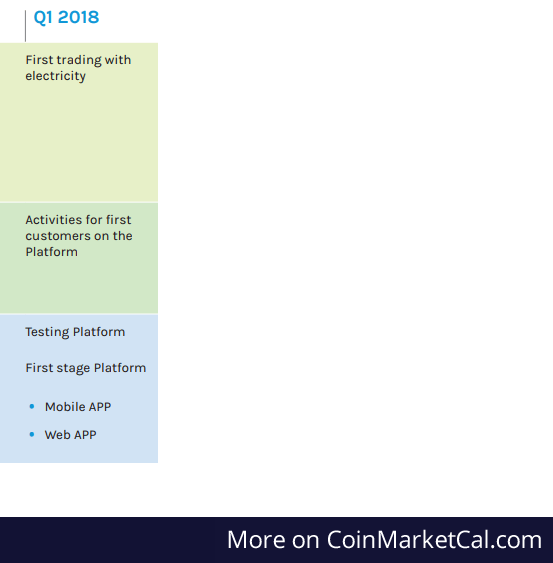 Q1 2018
First trading with
electricity
Activities for first
customers on the
Platform
Testing Platform
First stage Platform
• Mobile APP
• Web APP
More on CoinMarketCal.com